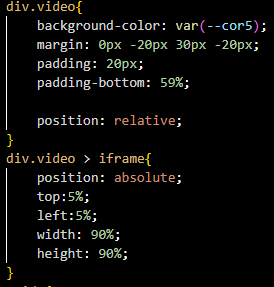 div.video{
background-color: var(--cor5);
margin: 0px -20px 30px -20px;
padding: 20px;
padding-bottom: 59%;
position: relative;
}
div.video > iframe{
position: absolute;
top:5%;
left:5%;
width: 90%;
height: 90%;
}